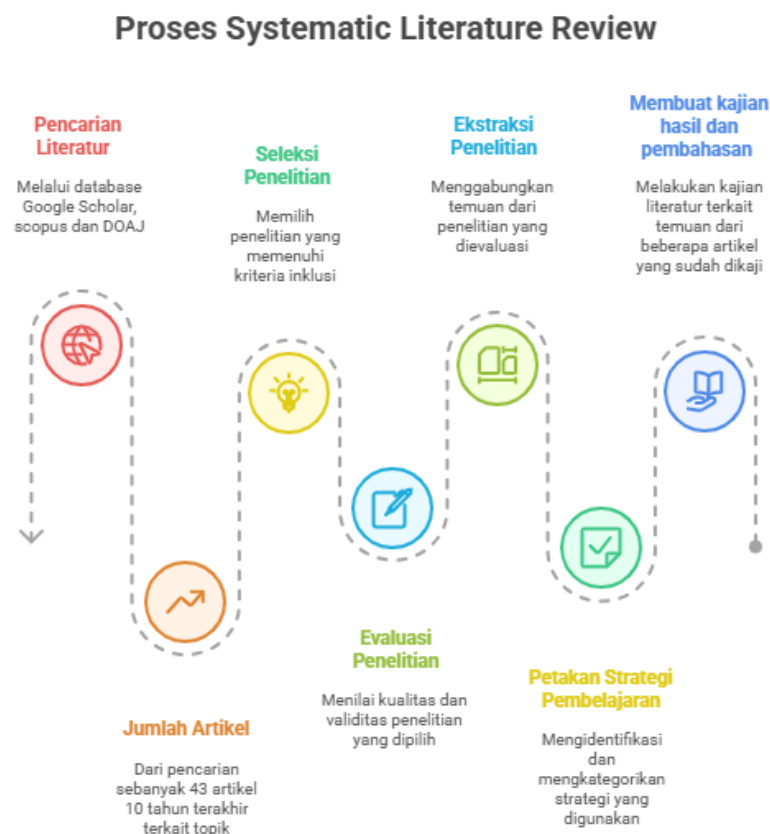 Proses Systematic Literature Review
Pencarian
Literatur
Melalui database
Google Scholar,
scopus dan DOAJ
Jumlah Artikel
Dari pencarian
sebanyak 43 artikel
10 tahun terakhir
terkait topik
Seleksi
Penelitian
Memilih
penelitian yang
memenuhi
kriteria inklusi
Evaluasi
Penelitian
Menilai kualitas dan
validitas penelitian
yang dipilih
Ekstraksi
Penelitian
Menggabungkan
temuan dari
penelitian yang
dievaluasi
Petakan Strategi
Pembelajaran
Mengidentifikasi
dan
mengkategorikan
strategi yang
digunakan
Membuat kajian
hasil dan
pembahasan
Melakukan kajian
literatur terkait
temuan dari
beberapa artikel
yang sudah dikaji